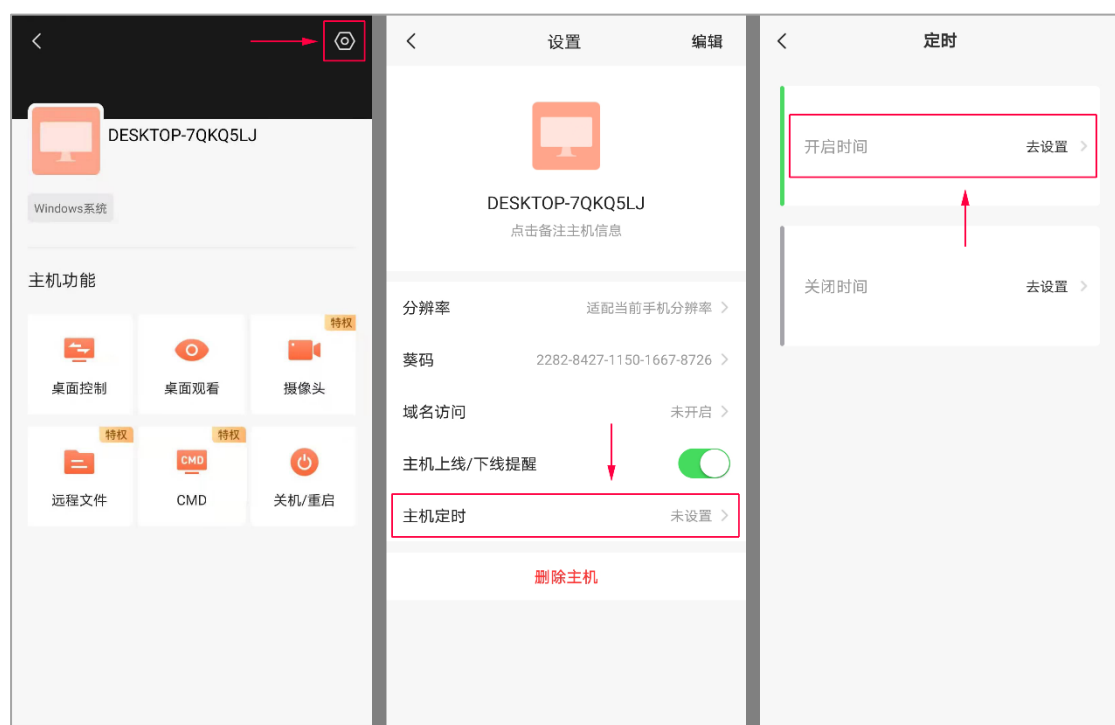 DESKTOP-7QKQ5LJ
Windows系统
主机功能
特权
桌面控制
桌面观看
摄像头
特权
特权
CMD
远程文件
CMD
关机/重启
设置
编辑
DESKTOP-7QKQ5LJ
点击备注主机信息
分辨率
适配当前手机分辨率
葵码
2282-8427-1150-1667-8726
域名访问
未开启
主机上线/下线提醒
主机定时
未设置
删除主机
定时
开启时间
去设置
关闭时间
去设置